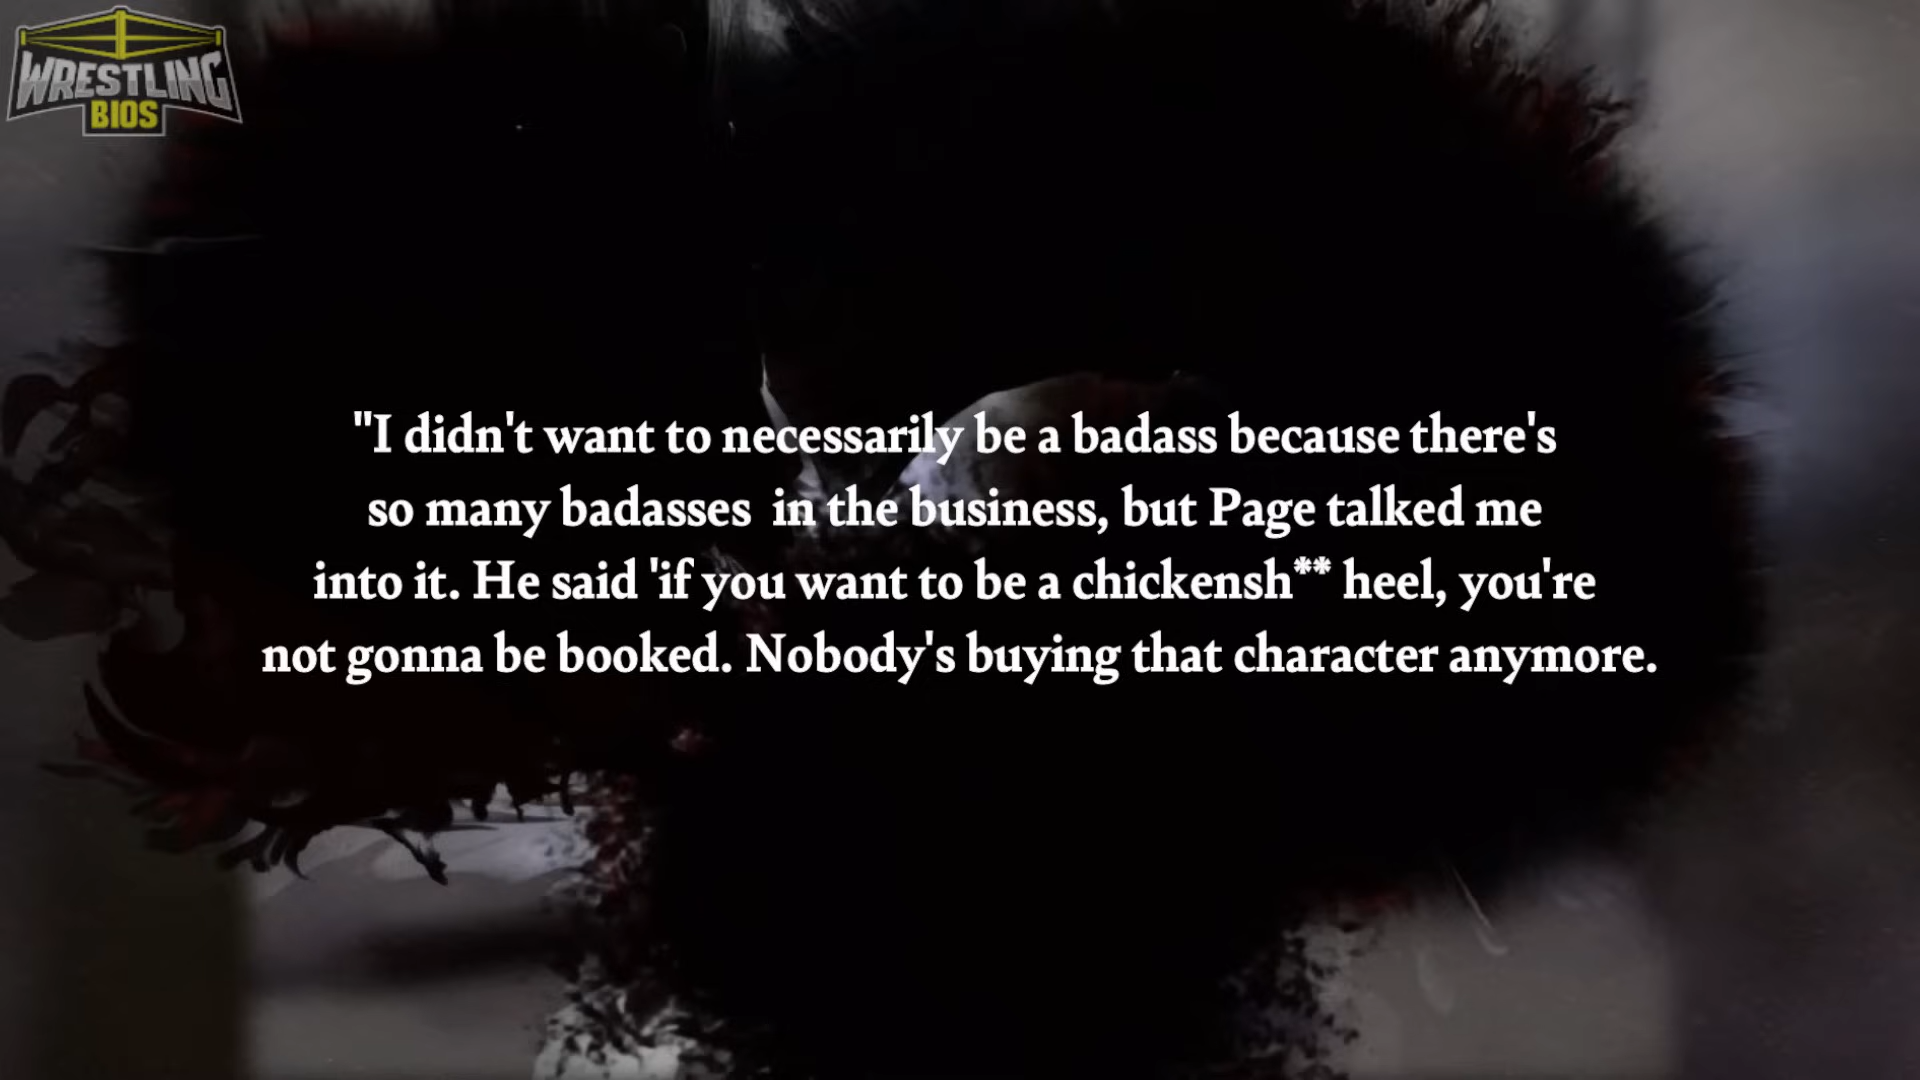 WRESTLING
BIOS
"I didn't want to necessarily be a badass because there's
so many badasses in the business, but Page talked me
into it. He said 'if you want to be a chickensh** heel, you're
not gonna be booked. Nobody's buying that character anymore.